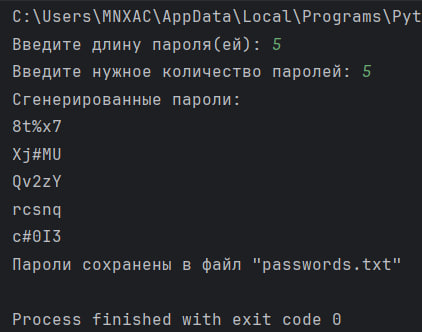 C:\Users\MNXAC\AppData\Local\Programs\Pyt
Введите длину пароля(ей): 5
Введите нужное количество паролей: 5
Сгенерированные пароли:
8t%x7
Xj#MU
Qv2zY
rcsnq
c#0I3
Пароли сохранены в файл "passwords.txt"
Process finished with exit code 0